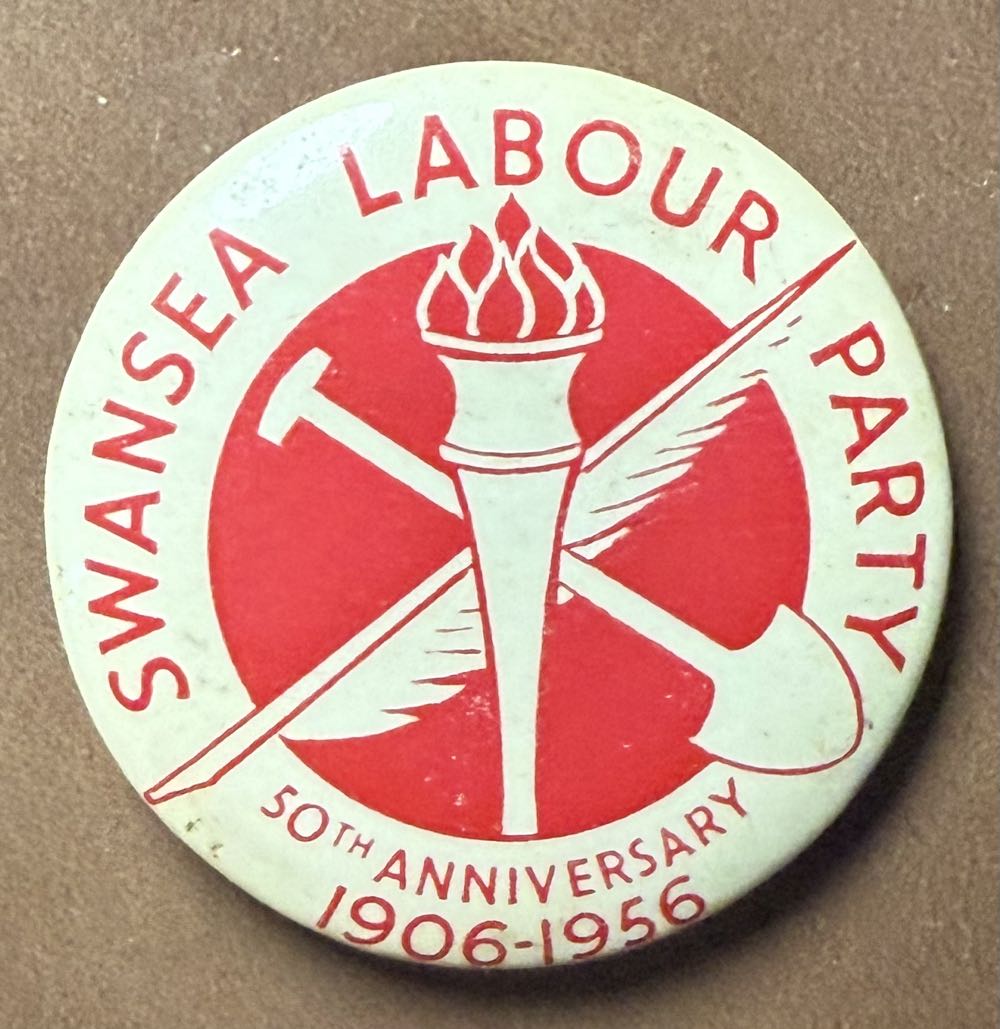 SWANSEA LABOUR PARTY
50TH ANNIVERSARY
1906-1956